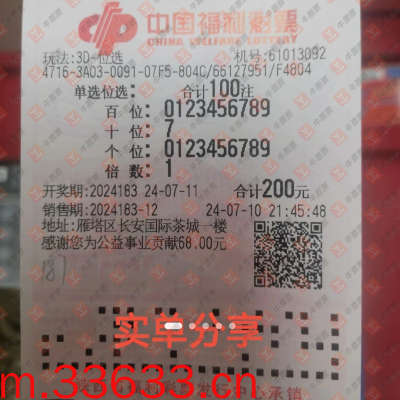 中国福利彩票
CHINA WELFARE LOTTERY
玩法:3D-位选 机号:61013092
4716-3A03-0091-07F5-804C/66127951/F4804
单选位选: 合计100注
百 位: 0123456789
十 位: 7
个 位: 0123456789
倍 数: 1
开奖期:2024183 24-07-11 合计200元
销售期:2024183-12 24-07-10 21:45:48
地址:雁塔区长安国际茶城一楼
感谢您为公益事业贡献68.00元
实单分享
m.33633.cn
中心承销